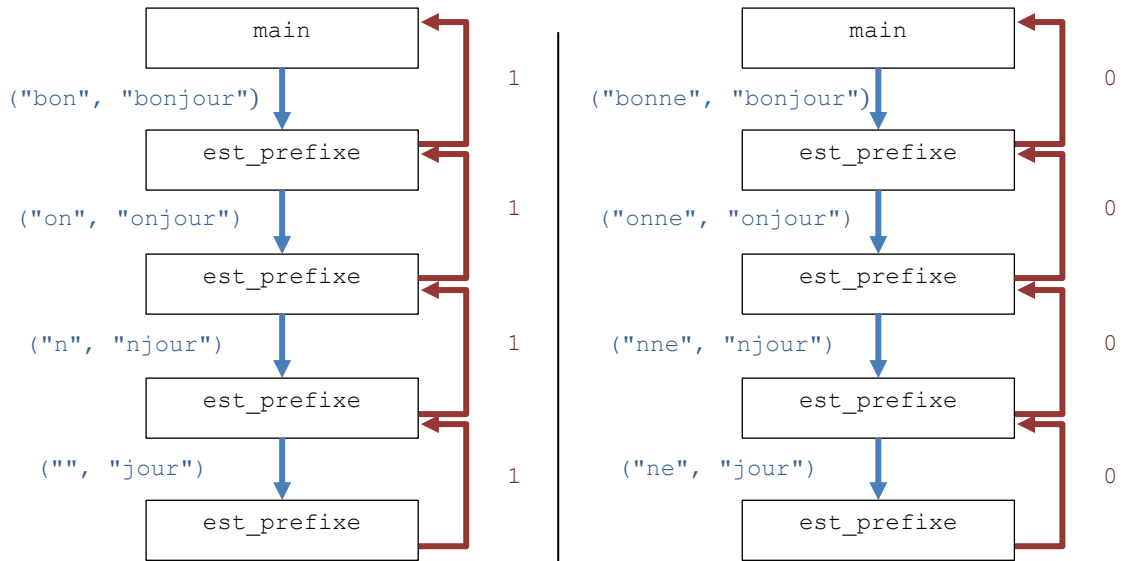 main
("bon", "bonjour")
1
est_prefixe
("on", "onjour")
1
est_prefixe
("n", "njour")
1
est_prefixe
("", "jour")
1
est_prefixe
main
("bonne", "bonjour")
0
est_prefixe
("onne", "onjour")
0
est_prefixe
("nne", "njour")
0
est_prefixe
("ne", "jour")
0
est_prefixe